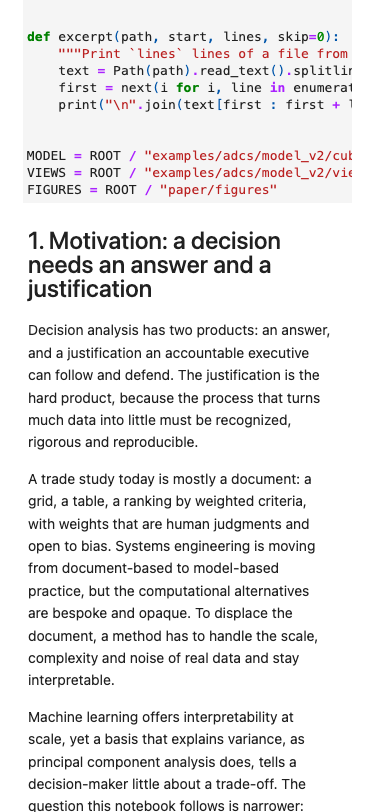 def excerpt(path, start, lines, skip=0):
    """Print `lines` lines of a file from
    text = Path(path).read_text().splitlin
    first = next(i for i, line in enumerat
    print("\n".join(text[first : first + l
MODEL = ROOT / "examples/adcs/model_v2/cub
VIEWS = ROOT / "examples/adcs/model_v2/vie
FIGURES = ROOT / "paper/figures"
1. Motivation: a decision
needs an answer and a
justification
Decision analysis has two products: an answer,
and a justification an accountable executive
can follow and defend. The justification is the
hard product, because the process that turns
much data into little must be recognized,
rigorous and reproducible.
A trade study today is mostly a document: a
grid, a table, a ranking by weighted criteria,
with weights that are human judgments and
open to bias. Systems engineering is moving
from document-based to model-based
practice, but the computational alternatives
are bespoke and opaque. To displace the
document, a method has to handle the scale,
complexity and noise of real data and stay
interpretable.
Machine learning offers interpretability at
scale, yet a basis that explains variance, as
principal component analysis does, tells a
decision-maker little about a trade-off. The
question this notebook follows is narrower: